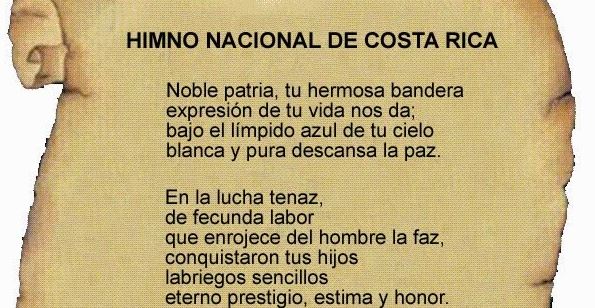 HIMNO NACIONAL DE COSTA RICA
Noble patria, tu hermosa bandera
expresión de tu vida nos da;
bajo el límpido azul de tu cielo
blanca y pura descansa la paz.
En la lucha tenaz,
de fecunda labor
que enrojece del hombre la faz,
conquistaron tus hijos
labriegos sencillos
eterno prestigio, estima y honor.